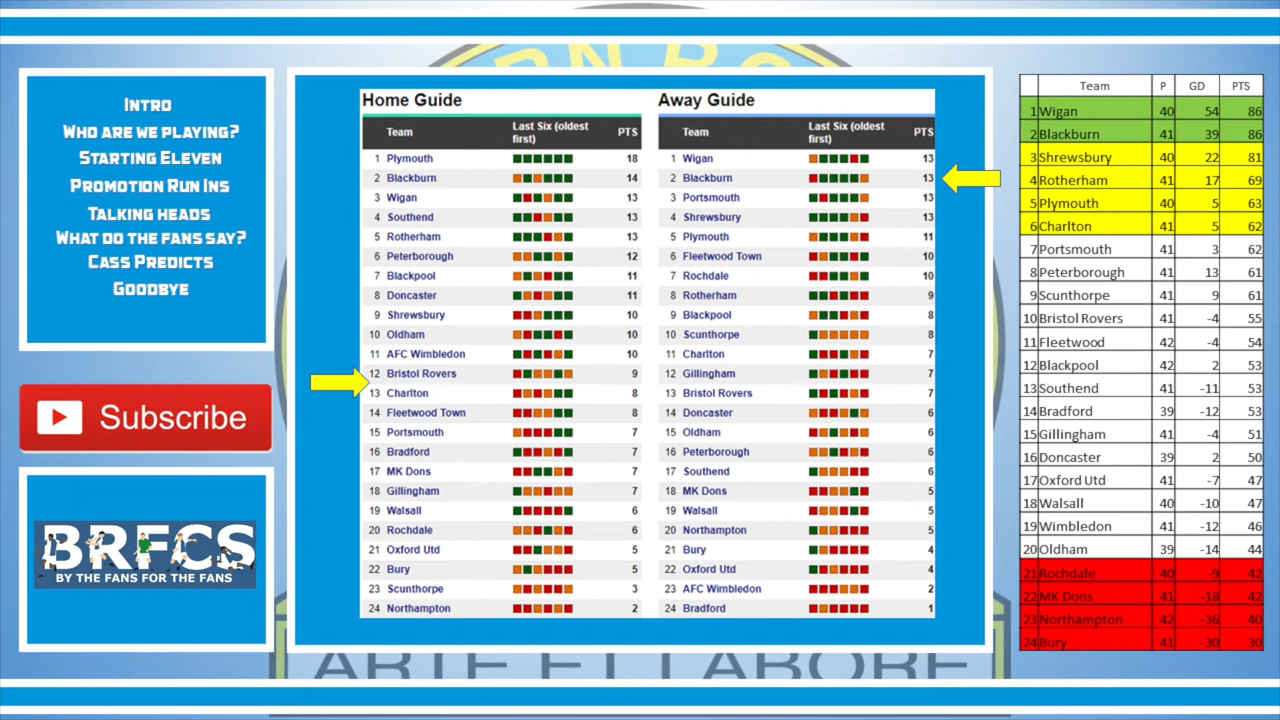 RN RO
INTRO
WHO ARE WE PLAYING?
STARTING ELEVEN
PROMOTION RUN INS
TALKING HEADS
WHAT DO THE FANS SAY?
CASS PREDICTS
GOODBYE
Subscribe
BRFCS
BY THE FANS FOR THE FANS
Home Guide
Team Last Six (oldest first) PTS
1 Plymouth 18
2 Blackburn 14
3 Wigan 13
4 Southend 13
5 Rotherham 13
6 Peterborough 12
7 Blackpool 11
8 Doncaster 11
9 Shrewsbury 10
10 Oldham 10
11 AFC Wimbledon 10
12 Bristol Rovers 9
13 Charlton 8
14 Fleetwood Town 8
15 Portsmouth 7
16 Bradford 7
17 MK Dons 7
18 Gillingham 7
19 Walsall 6
20 Rochdale 6
21 Oxford Utd 5
22 Bury 5
23 Scunthorpe 3
24 Northampton 2
Away Guide
Team Last Six (oldest first) PTS
1 Wigan 13
2 Blackburn 13
3 Portsmouth 13
4 Shrewsbury 13
5 Plymouth 11
6 Fleetwood Town 10
7 Rochdale 10
8 Rotherham 9
9 Blackpool 8
10 Scunthorpe 8
11 Charlton 7
12 Gillingham 7
13 Bristol Rovers 7
14 Doncaster 6
15 Oldham 6
16 Peterborough 6
17 Southend 6
18 MK Dons 5
19 Walsall 5
20 Northampton 5
21 Bury 4
22 Oxford Utd 4
23 AFC Wimbledon 2
24 Bradford 1
Team P GD PTS
1 Wigan 40 54 86
2 Blackburn 41 39 86
3 Shrewsbury 40 22 81
4 Rotherham 41 17 69
5 Plymouth 40 5 63
6 Charlton 41 5 62
7 Portsmouth 41 3 62
8 Peterborough 41 13 61
9 Scunthorpe 41 9 61
10 Bristol Rovers 41 -4 55
11 Fleetwood 42 -4 54
12 Blackpool 42 2 53
13 Southend 41 -11 53
14 Bradford 39 -12 53
15 Gillingham 41 -4 51
16 Doncaster 39 2 50
17 Oxford Utd 41 -7 47
18 Walsall 40 -10 47
19 Wimbledon 41 -12 46
20 Oldham 39 -14 44
21 Rochdale 40 -9 42
22 MK Dons 41 -18 42
23 Northampton 42 -36 40
24 Bury 41 -30 30
ARTE ET LABORE